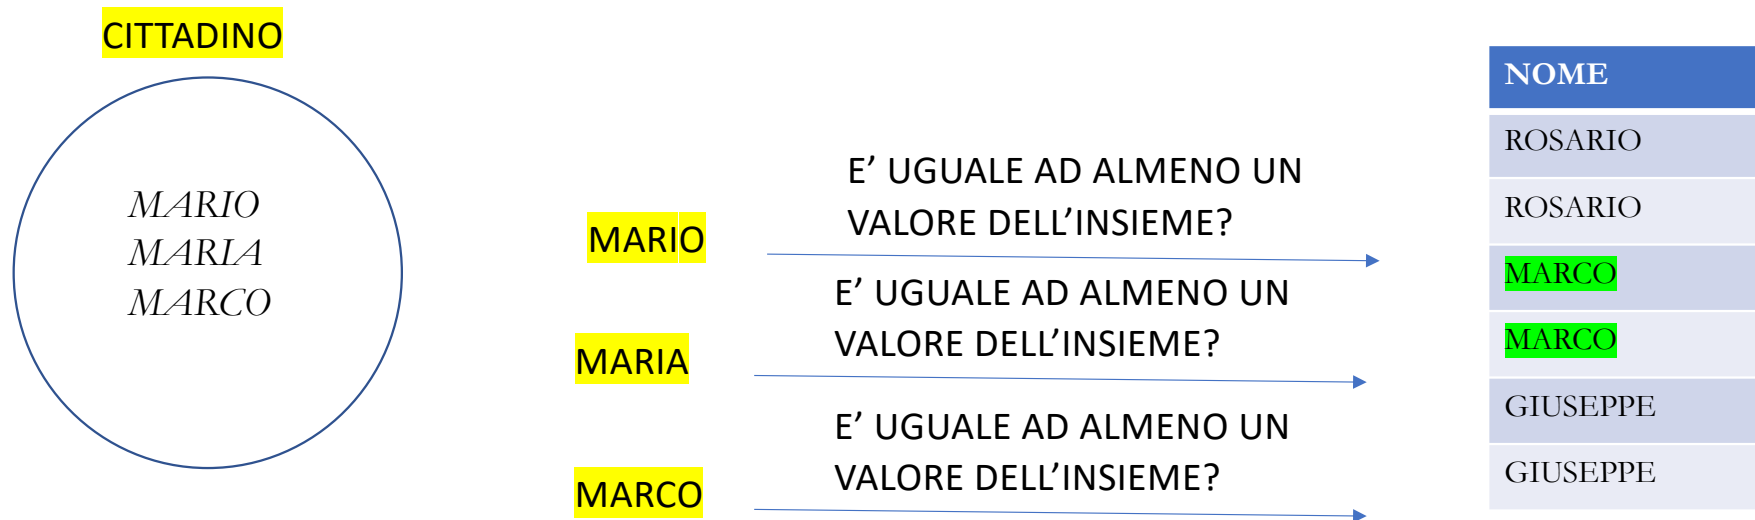 CITTADINO
MARIO
MARIA
MARCO
MARIO
E’ UGUALE AD ALMENO UN
VALORE DELL’INSIEME?
MARIA
E’ UGUALE AD ALMENO UN
VALORE DELL’INSIEME?
MARCO
E’ UGUALE AD ALMENO UN
VALORE DELL’INSIEME?
NOME
ROSARIO
ROSARIO
MARCO
MARCO
GIUSEPPE
GIUSEPPE